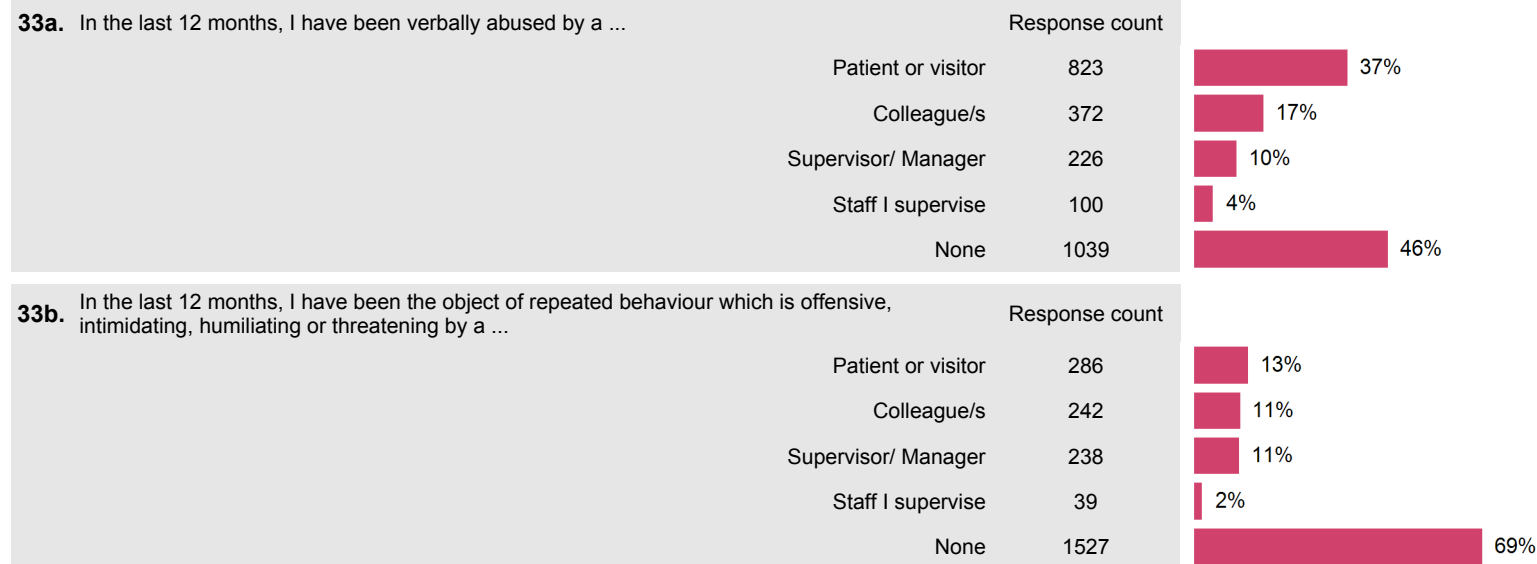 33a. In the last 12 months, I have been verbally abused by a ... Response count
Patient or visitor 823 37%
Colleague/s 372 17%
Supervisor/ Manager 226 10%
Staff I supervise 100 4%
None 1039 46%
33b. In the last 12 months, I have been the object of repeated behaviour which is offensive,
intimidating, humiliating or threatening by a ... Response count
Patient or visitor 286 13%
Colleague/s 242 11%
Supervisor/ Manager 238 11%
Staff I supervise 39 2%
None 1527 69%